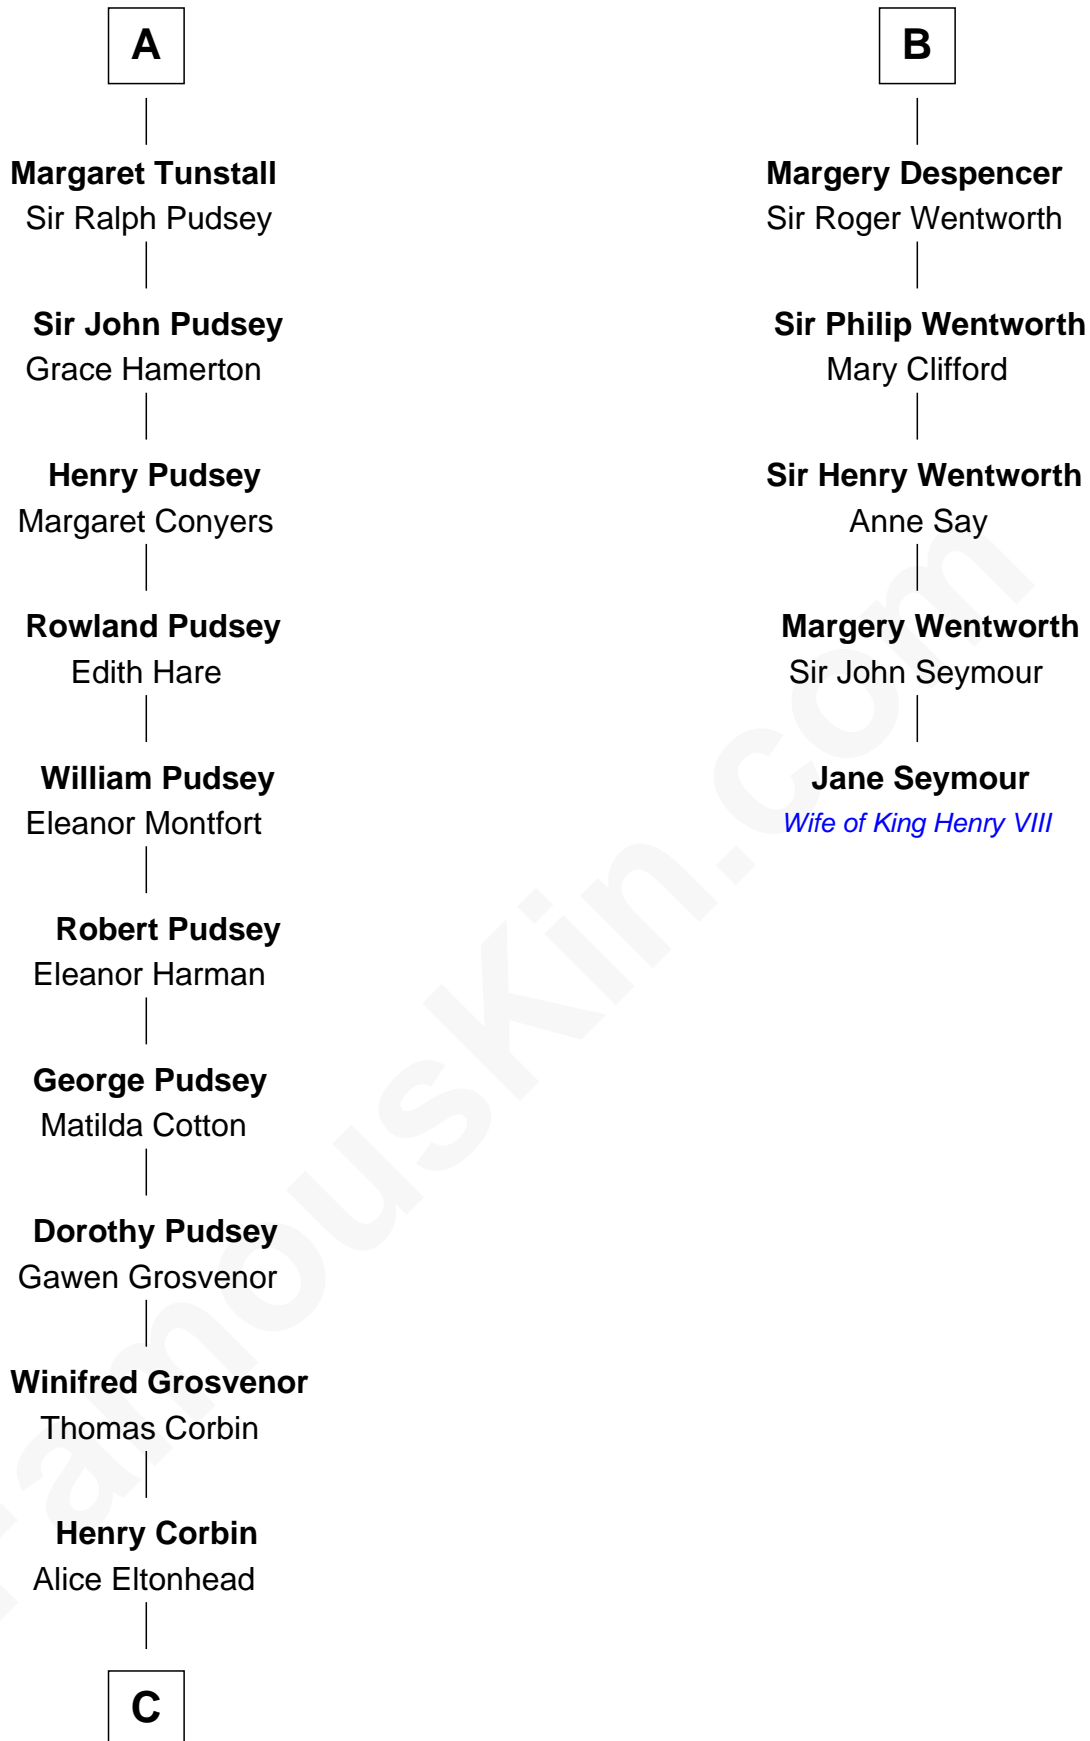 A
Margaret Tunstall
Sir Ralph Pudsey
Sir John Pudsey
Grace Hamerton
Henry Pudsey
Margaret Conyers
Rowland Pudsey
Edith Hare
William Pudsey
Eleanor Montfort
Robert Pudsey
Eleanor Harman
George Pudsey
Matilda Cotton
Dorothy Pudsey
Gawen Grosvenor
Winifred Grosvenor
Thomas Corbin
Henry Corbin
Alice Eltonhead
C
B
Margery Despencer
Sir Roger Wentworth
Sir Philip Wentworth
Mary Clifford
Sir Henry Wentworth
Anne Say
Margery Wentworth
Sir John Seymour
Jane Seymour
Wife of King Henry VIII
FamousKin.com